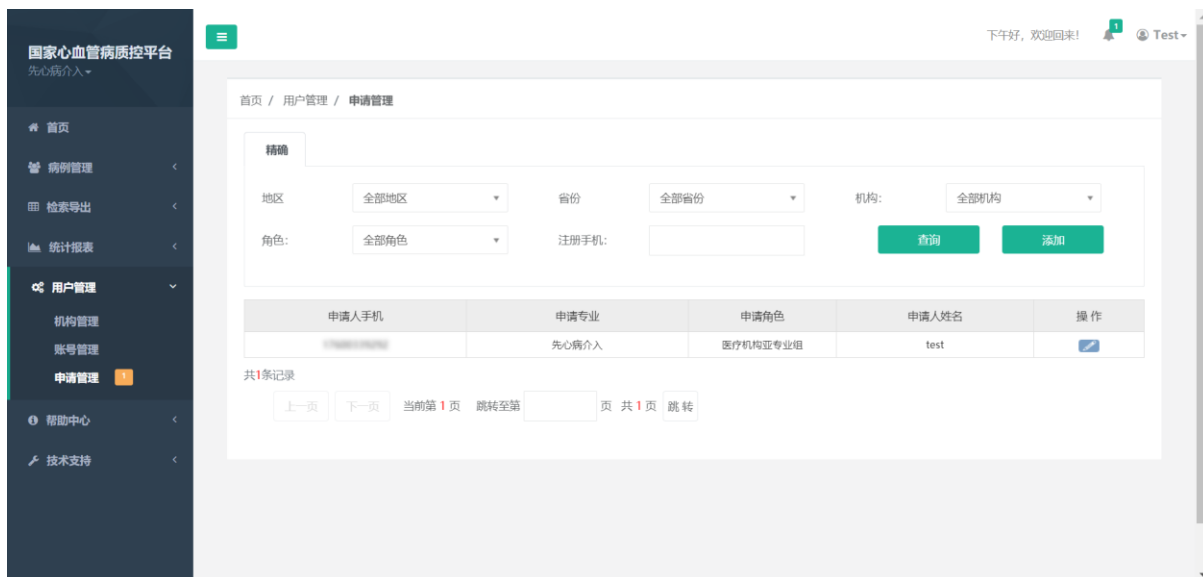 国家心血管病质控平台
先心病介入
下午好，欢迎回来！
1
Test
首页
病例管理
检索导出
统计报表
用户管理
机构管理
账号管理
申请管理 1
帮助中心
技术支持
首页 / 用户管理 / 申请管理
精确
地区 全部地区 省份 全部省份 机构： 全部机构
角色： 全部角色 注册手机： 查询 添加
申请人手机 申请专业 申请角色 申请人姓名 操 作
先心病介入 医疗机构亚专业组 test
共1条记录
上一页 下一页 当前第 1 页 跳转至第 页 共 1 页 跳 转